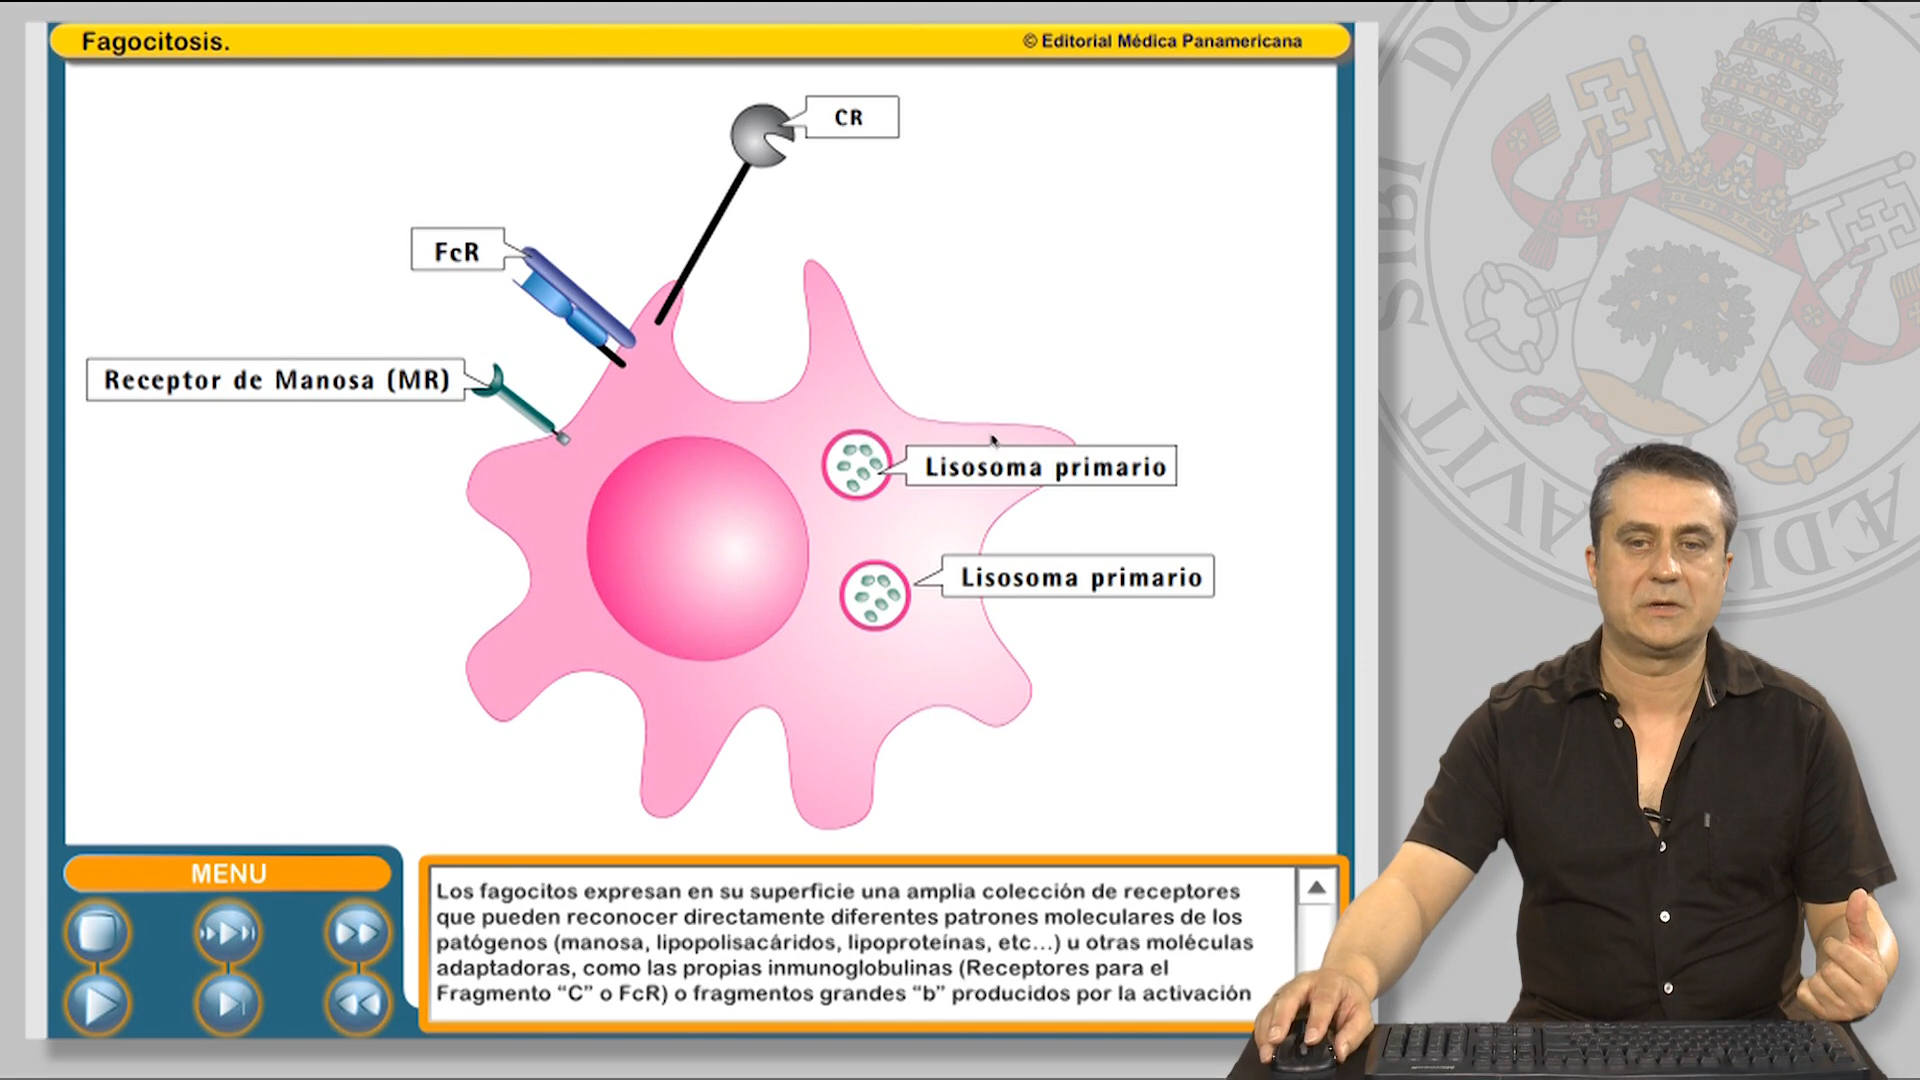 Fagocitosis.
© Editorial Médica Panamericana
CR
FcR
Receptor de Manosa (MR)
Lisosoma primario
Lisosoma primario
MENU
Los fagocitos expresan en su superficie una amplia colección de receptores
que pueden reconocer directamente diferentes patrones moleculares de los
patógenos (manosa, lipopolisacáridos, lipoproteínas, etc...) u otras moléculas
adaptadoras, como las propias inmunoglobulinas (Receptores para el
Fragmento “C” o FcR) o fragmentos grandes “b” producidos por la activación
SIBI